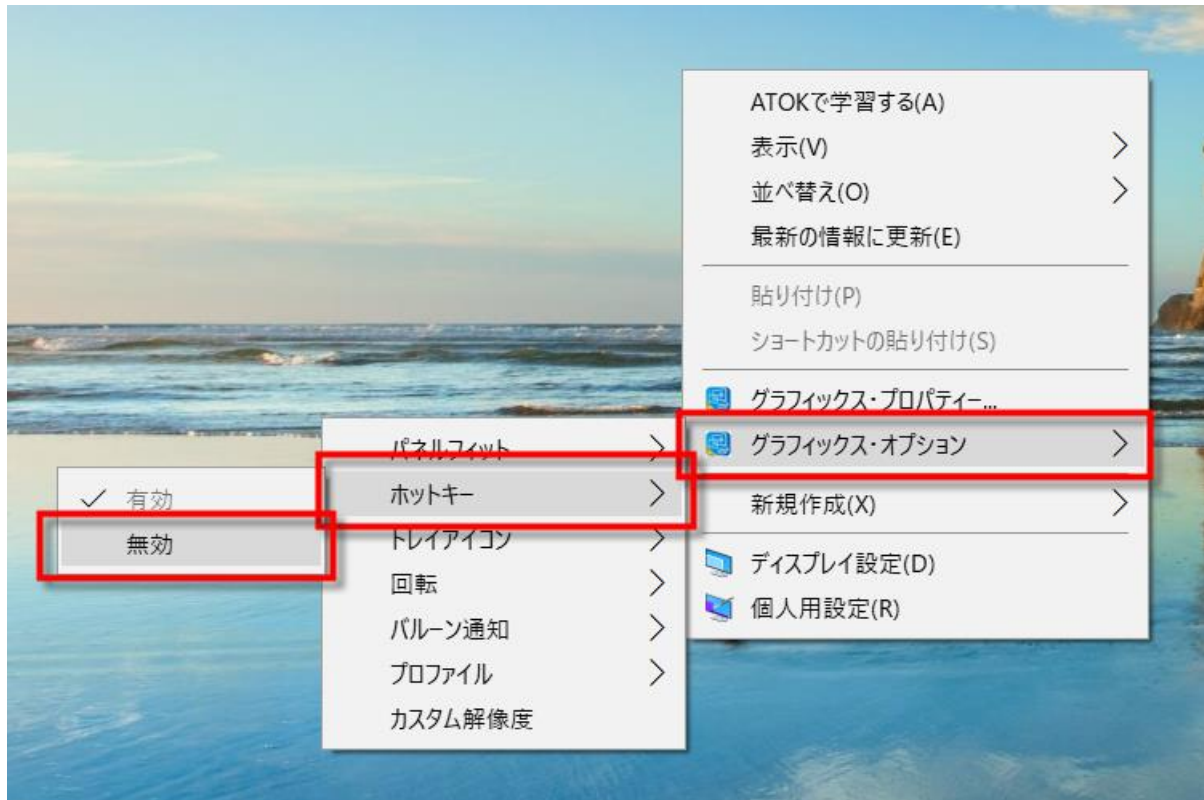 ATOKで学習する(A)
表示(V)
並べ替え(O)
最新の情報に更新(E)
貼り付け(P)
ショートカットの貼り付け(S)
グラフィックス・プロパティー...
グラフィックス・オプション
新規作成(X)
ディスプレイ設定(D)
個人用設定(R)
パネルフィット
ホットキー
トレイアイコン
回転
バルーン通知
プロファイル
カスタム解像度
有効
無効